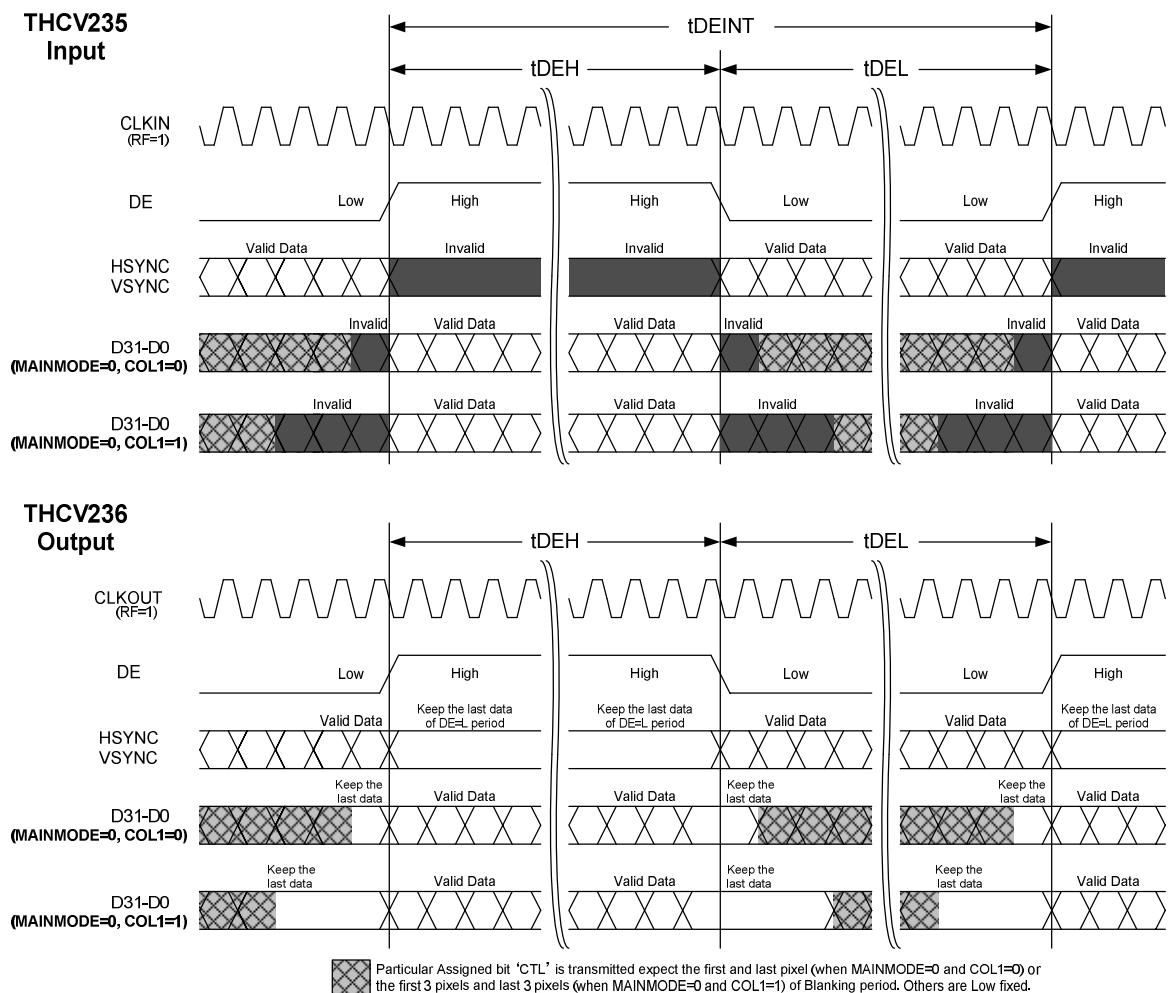 THCV235
Input
tDEINT
tDEH
tDEL
CLKIN
(RF=1)
DE
Low
High
High
Low
Low
High
HSYNC
VSYNC
Valid Data
Invalid
Invalid
Valid Data
Valid Data
Invalid
D31-D0
(MAINMODE=0, COL1=0)
Invalid
Valid Data
Valid Data
Invalid
Invalid
Valid Data
D31-D0
(MAINMODE=0, COL1=1)
Invalid
Valid Data
Valid Data
Invalid
Invalid
Valid Data
THCV236
Output
tDEH
tDEL
CLKOUT
(RF=1)
DE
Low
High
High
Low
Low
High
HSYNC
VSYNC
Valid Data
Keep the last data
of DE=L period
Keep the last data
of DE=L period
Valid Data
Valid Data
Keep the last data
of DE=L period
D31-D0
(MAINMODE=0, COL1=0)
Keep the
last data
Valid Data
Valid Data
Keep the
last data
Keep the
last data
Valid Data
D31-D0
(MAINMODE=0, COL1=1)
Keep the
last data
Valid Data
Valid Data
Keep the
last data
Keep the
last data
Valid Data
Particular Assigned bit ‘CTL’ is transmitted expect the first and last pixel (when MAINMODE=0 and COL1=0) or
the first 3 pixels and last 3 pixels (when MAINMODE=0 and COL1=1) of Blanking period. Others are Low fixed.